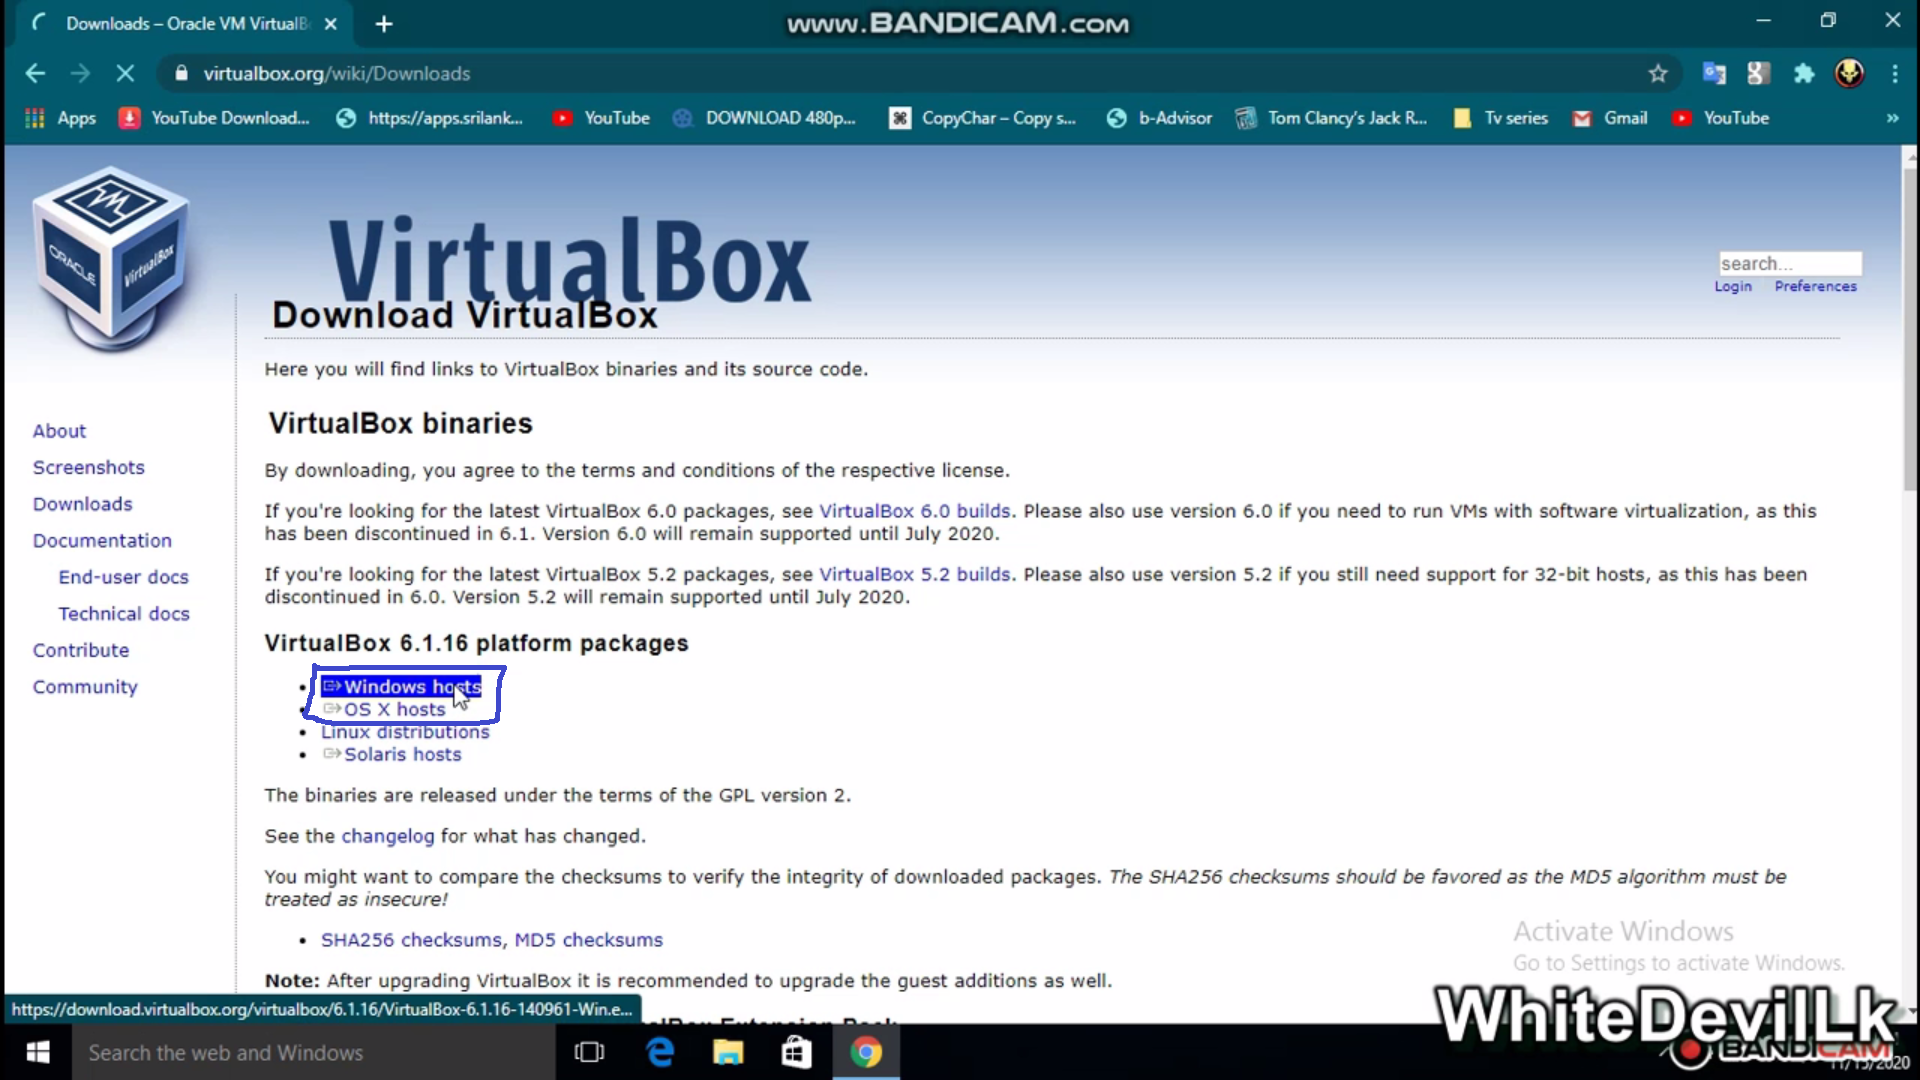 Downloads – Oracle VM VirtualB
www.BANDICAM.com
virtualbox.org/wiki/Downloads
Apps YouTube Download... https://apps.srilank... YouTube DOWNLOAD 480p... CopyChar – Copy s... b-Advisor Tom Clancy's Jack R... Tv series Gmail YouTube »
ORACLE
VirtualBox
VirtualBox
search...
Login Preferences
Download VirtualBox
Here you will find links to VirtualBox binaries and its source code.
About
Screenshots
Downloads
Documentation
End-user docs
Technical docs
Contribute
Community
VirtualBox binaries
By downloading, you agree to the terms and conditions of the respective license.
If you're looking for the latest VirtualBox 6.0 packages, see VirtualBox 6.0 builds. Please also use version 6.0 if you need to run VMs with software virtualization, as this
has been discontinued in 6.1. Version 6.0 will remain supported until July 2020.
If you're looking for the latest VirtualBox 5.2 packages, see VirtualBox 5.2 builds. Please also use version 5.2 if you still need support for 32-bit hosts, as this has been
discontinued in 6.0. Version 5.2 will remain supported until July 2020.
VirtualBox 6.1.16 platform packages
• Windows hosts
• OS X hosts
• Linux distributions
• Solaris hosts
The binaries are released under the terms of the GPL version 2.
See the changelog for what has changed.
You might want to compare the checksums to verify the integrity of downloaded packages. The SHA256 checksums should be favored as the MD5 algorithm must be
treated as insecure!
• SHA256 checksums, MD5 checksums
Note: After upgrading VirtualBox it is recommended to upgrade the guest additions as well.
Activate Windows
Go to Settings to activate Windows.
https://download.virtualbox.org/virtualbox/6.1.16/VirtualBox-6.1.16-140961-Win.e...
WhiteDevilLk
Search the web and Windows
BANDICAM